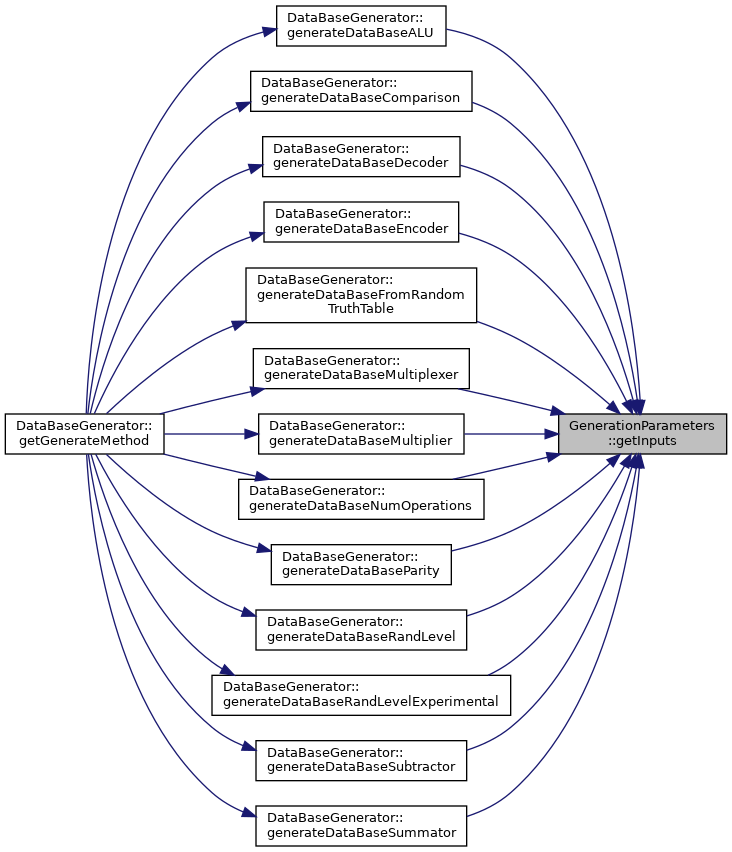 DataBaseGenerator::
generateDataBaseALU
DataBaseGenerator::
generateDataBaseComparison
DataBaseGenerator::
generateDataBaseDecoder
DataBaseGenerator::
generateDataBaseEncoder
DataBaseGenerator::
generateDataBaseFromRandom
TruthTable
DataBaseGenerator::
generateDataBaseMultiplexer
DataBaseGenerator::
getGenerateMethod
DataBaseGenerator::
generateDataBaseMultiplier
GenerationParameters
::getInputs
DataBaseGenerator::
generateDataBaseNumOperations
DataBaseGenerator::
generateDataBaseParity
DataBaseGenerator::
generateDataBaseRandLevel
DataBaseGenerator::
generateDataBaseRandLevelExperimental
DataBaseGenerator::
generateDataBaseSubtractor
DataBaseGenerator::
generateDataBaseSummator